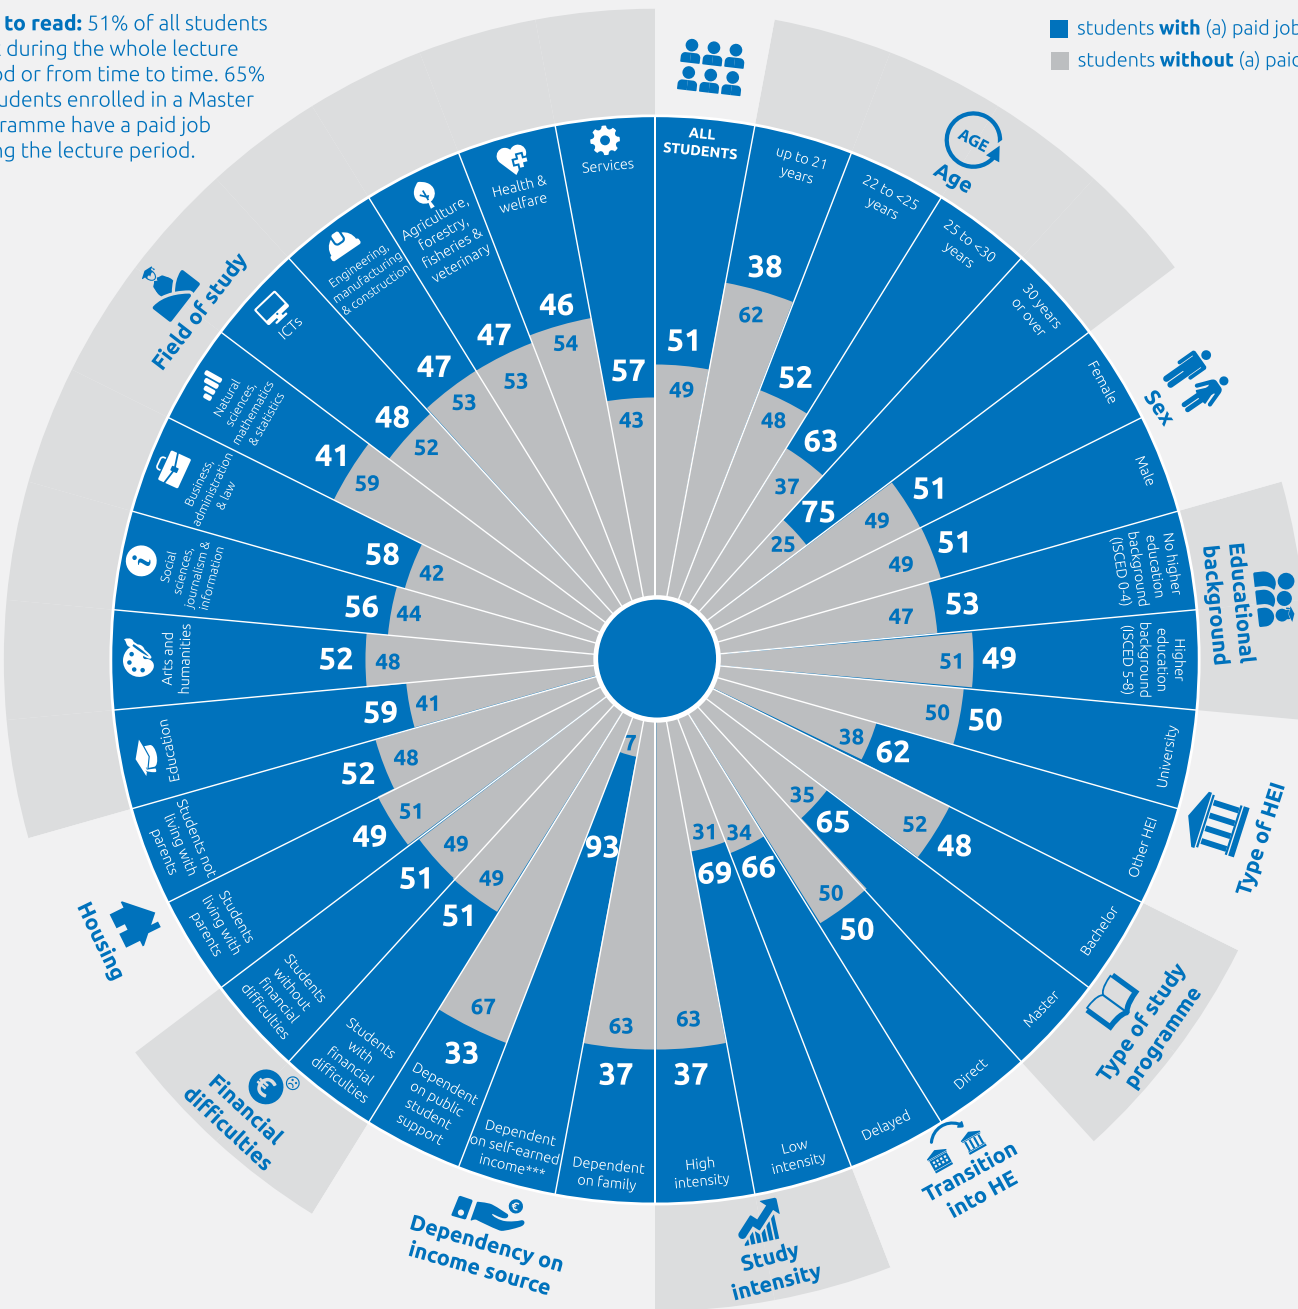 to read: 51% of all students
during the whole lecture
od or from time to time. 65%
udents enrolled in a Master
ramme have a paid job
ng the lecture period.
students with (a) paid job
students without (a) paid
ALL
STUDENTS
51
49
AGE
Age
up to 21
years
38
62
22 to <25
years
52
48
25 to <30
years
63
37
30 years
or over
75
25
Sex
Female
51
49
Male
51
49
Educational
background
No higher
education
background
(ISCED 0-4)
53
47
Higher
education
background
(ISCED 5-8)
49
51
Type of HEI
University
50
50
Other HEI
62
38
Type of study
programme
Bachelor
48
52
Master
65
35
Transition
into HE
Direct
50
50
Delayed
66
34
Study
intensity
Low
intensity
69
31
High
intensity
37
63
Dependency on
income source
Dependent
on family
37
63
Dependent
on self-earned
income***
93
7
Dependent
on public
student
support
33
67
Financial
difficulties
€
Students
with
financial
difficulties
51
49
Students
without
financial
difficulties
51
49
Housing
Students
living with
parents
49
51
Students not
living with
parents
52
48
Field of study
Education
59
41
Arts and
humanities
52
48
Social
sciences,
journalism &
information
56
44
Business,
administration
& law
58
42
Natural
sciences,
mathematics
& statistics
41
59
ICTs
48
52
Engineering,
manufacturing
& construction
47
53
Agriculture,
forestry,
fisheries &
veterinary
47
53
Health &
welfare
46
54
Services
57
43